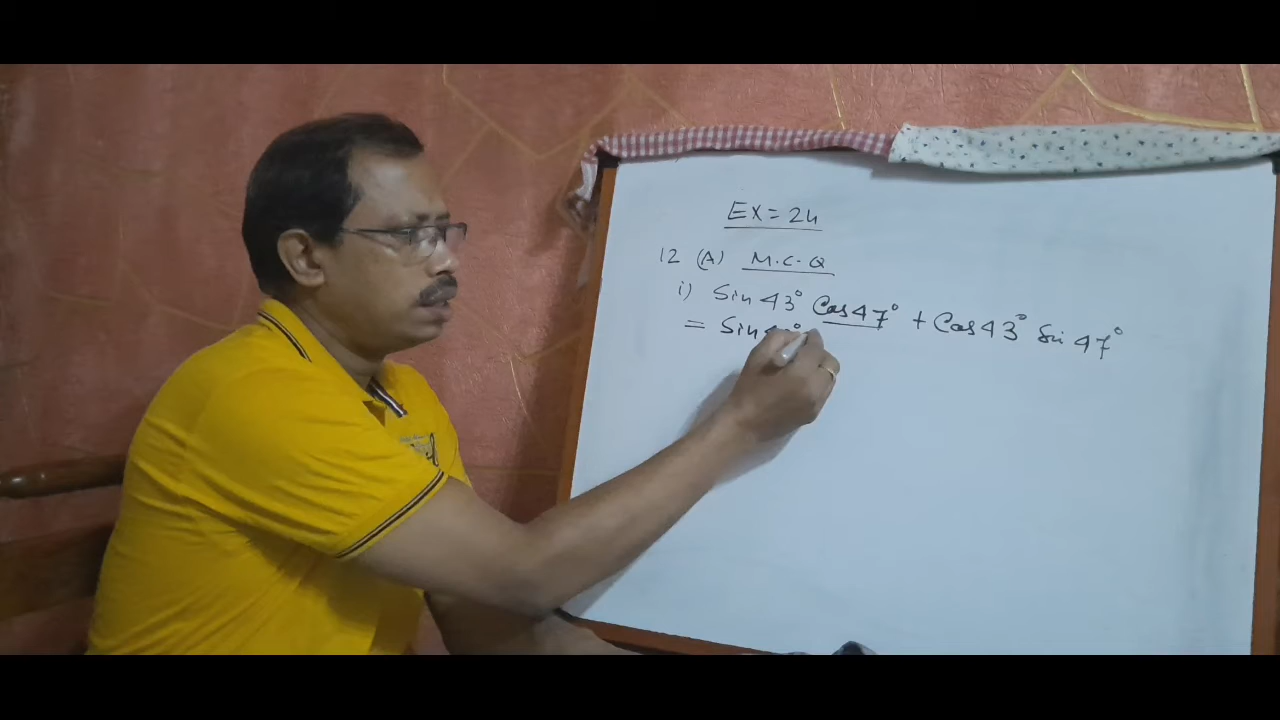 EX = 24
12 (A) M.C.Q
i) Sin 43° Cos 47° + Cos 43° Sin 47°
= Sin